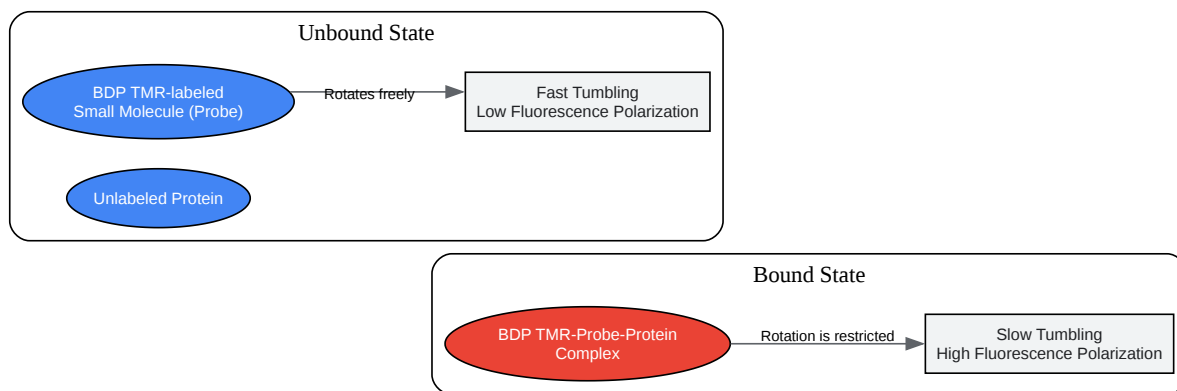 Unbound State
BDP TMR-labeled
Small Molecule (Probe)
Rotates freely
Fast Tumbling
Low Fluorescence Polarization
Unlabeled Protein
Bound State
BDP TMR-Probe-Protein
Complex
Rotation is restricted
Slow Tumbling
High Fluorescence Polarization